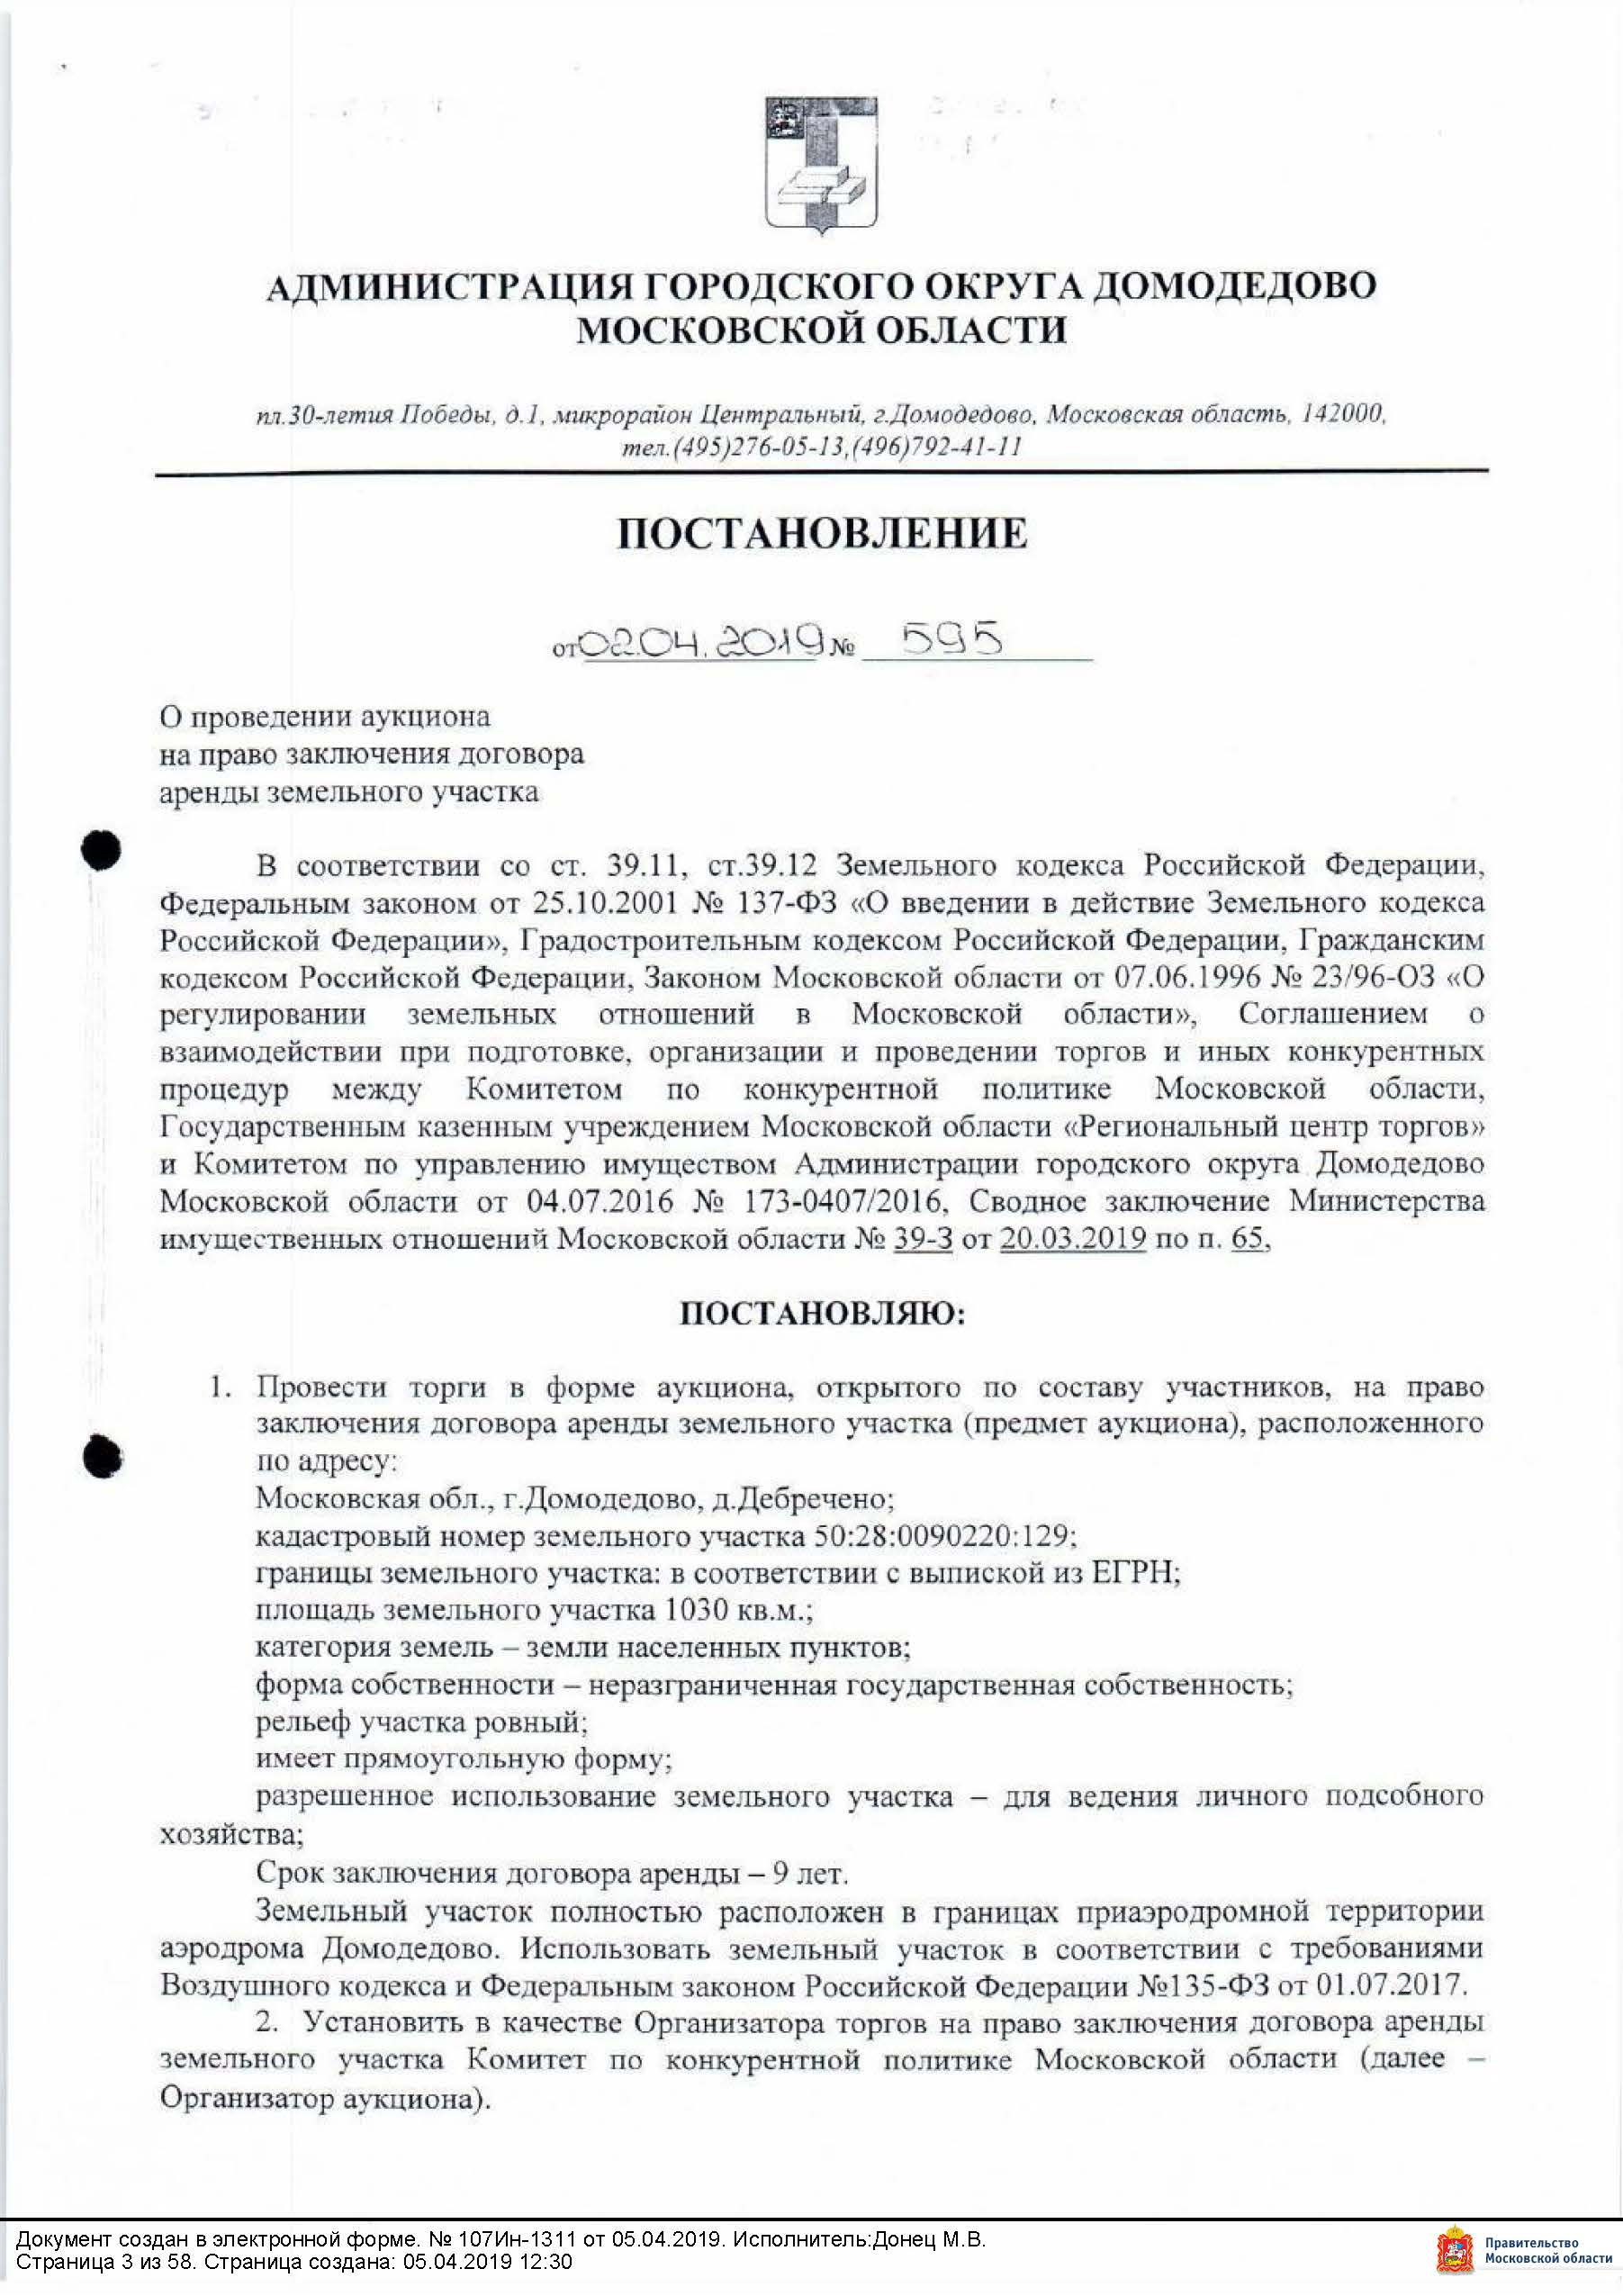 АДМИНИСТРАЦИЯ ГОРОДСКОГО ОКРУГА ДОМОДЕДОВО
МОСКОВСКОЙ ОБЛАСТИ
пл.30-летия Победы, д.1, микрорайон Центральный, г.Домодедово, Московская область, 142000,
тел.(495)276-05-13,(496)792-41-11
ПОСТАНОВЛЕНИЕ
от 02.04.2019 № 595
О проведении аукциона
на право заключения договора
аренды земельного участка
В соответствии со ст. 39.11, ст.39.12 Земельного кодекса Российской Федерации,
Федеральным законом от 25.10.2001 № 137-ФЗ «О введении в действие Земельного кодекса
Российской Федерации», Градостроительным кодексом Российской Федерации, Гражданским
кодексом Российской Федерации, Законом Московской области от 07.06.1996 № 23/96-ОЗ «О
регулировании земельных отношений в Московской области», Соглашением о
взаимодействии при подготовке, организации и проведении торгов и иных конкурентных
процедур между Комитетом по конкурентной политике Московской области,
Государственным казенным учреждением Московской области «Региональный центр торгов»
и Комитетом по управлению имуществом Администрации городского округа Домодедово
Московской области от 04.07.2016 № 173-0407/2016, Сводное заключение Министерства
имущественных отношений Московской области № 39-З от 20.03.2019 по п. 65,
ПОСТАНОВЛЯЮ:
1. Провести торги в форме аукциона, открытого по составу участников, на право
заключения договора аренды земельного участка (предмет аукциона), расположенного
по адресу:
Московская обл., г.Домодедово, д.Дебречено;
кадастровый номер земельного участка 50:28:0090220:129;
границы земельного участка: в соответствии с выпиской из ЕГРН;
площадь земельного участка 1030 кв.м.;
категория земель – земли населенных пунктов;
форма собственности – неразграниченная государственная собственность;
рельеф участка ровный;
имеет прямоугольную форму;
разрешенное использование земельного участка – для ведения личного подсобного
хозяйства;
Срок заключения договора аренды – 9 лет.
Земельный участок полностью расположен в границах приаэродромной территории
аэродрома Домодедово. Использовать земельный участок в соответствии с требованиями
Воздушного кодекса и Федеральным законом Российской Федерации №135-ФЗ от 01.07.2017.
2. Установить в качестве Организатора торгов на право заключения договора аренды
земельного участка Комитет по конкурентной политике Московской области (далее –
Организатор аукциона).
Документ создан в электронной форме. № 107Ин-1311 от 05.04.2019. Исполнитель:Донец М.В.
Страница 3 из 58. Страница создана: 05.04.2019 12:30
Правительство
Московской области